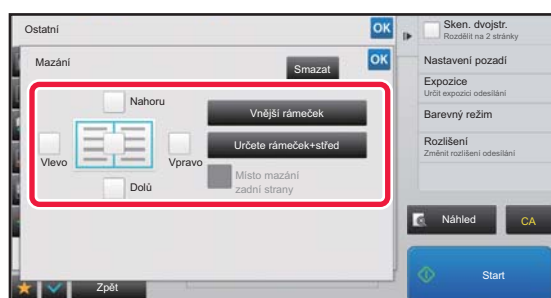 Ostatní
OK
Mazání
Smazat
OK
Nahoru
Vlevo
Vpravo
Dolů
Vnější rámeček
Určete rámeček+střed
Místo mazání
zadní strany
Zpět
Sken. dvojstr.
Rozdělit na 2 stránky
Nastavení pozadí
Expozice
Určit expozici odesílání
Barevný režim
Rozlišení
Změnit rozlišení odesílání
Náhled
CA
Start